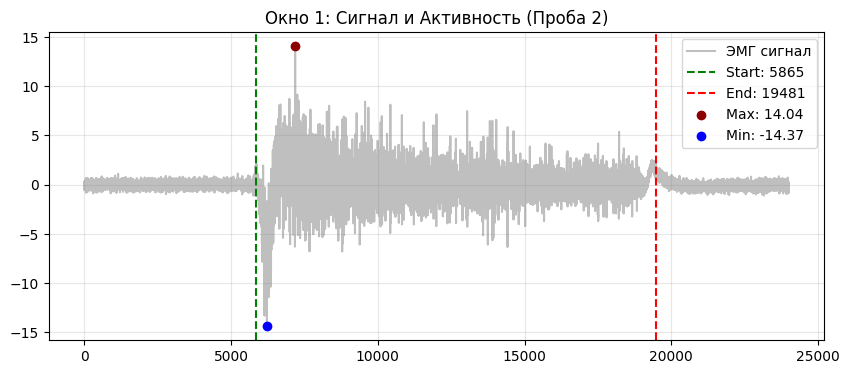 Окно 1: Сигнал и Активность (Проба 2)
15
10
5
0
−5
−10
−15
ЭМГ сигнал
Start: 5865
End: 19481
Max: 14.04
Min: -14.37
0
5000
10000
15000
20000
25000